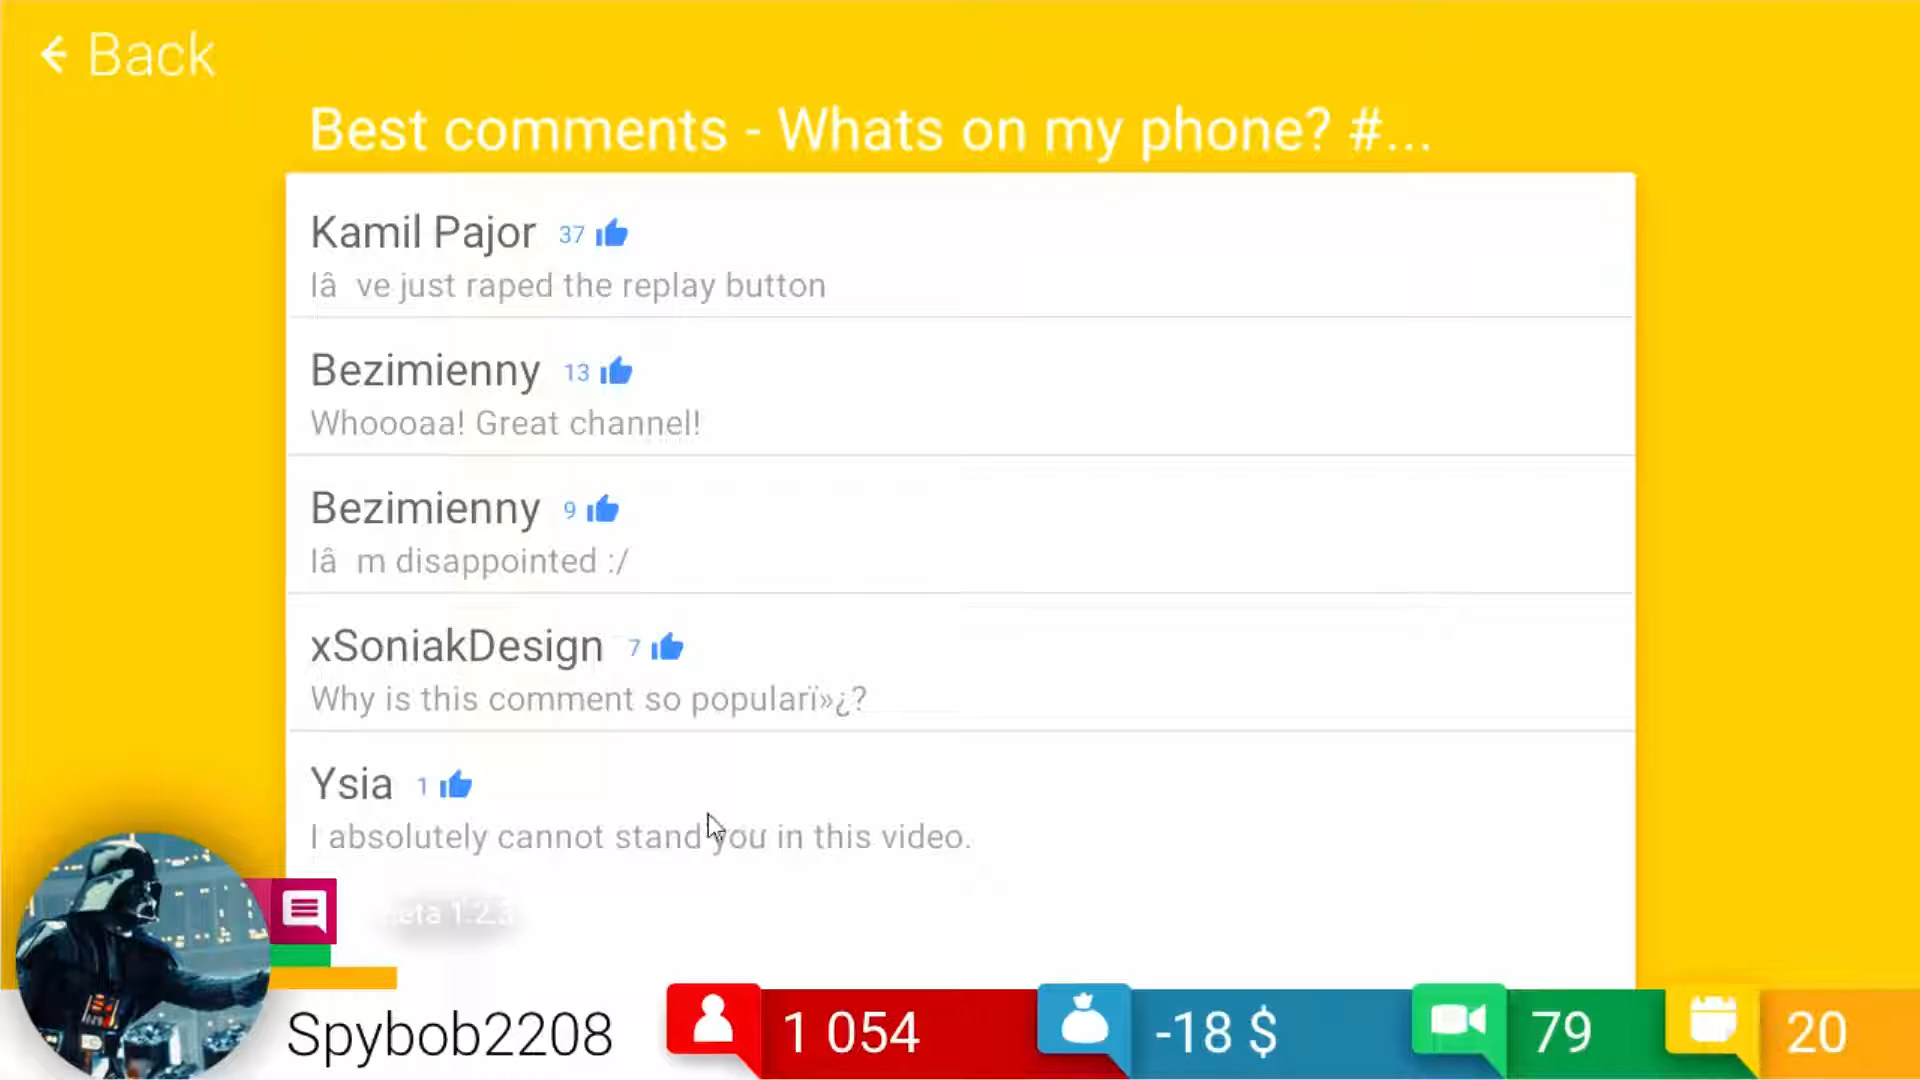 Back
Best comments - Whats on my phone? #...
Kamil Pajor 37
Iâ ve just raped the replay button
Bezimienny 13
Whoooaa! Great channel!
Bezimienny 9
Iâ m disappointed :/
xSoniakDesign 7
Why is this comment so popularï»¿?
Ysia 1
I absolutely cannot stand you in this video.
Spybob2208 1 054 -18 $ 79 20